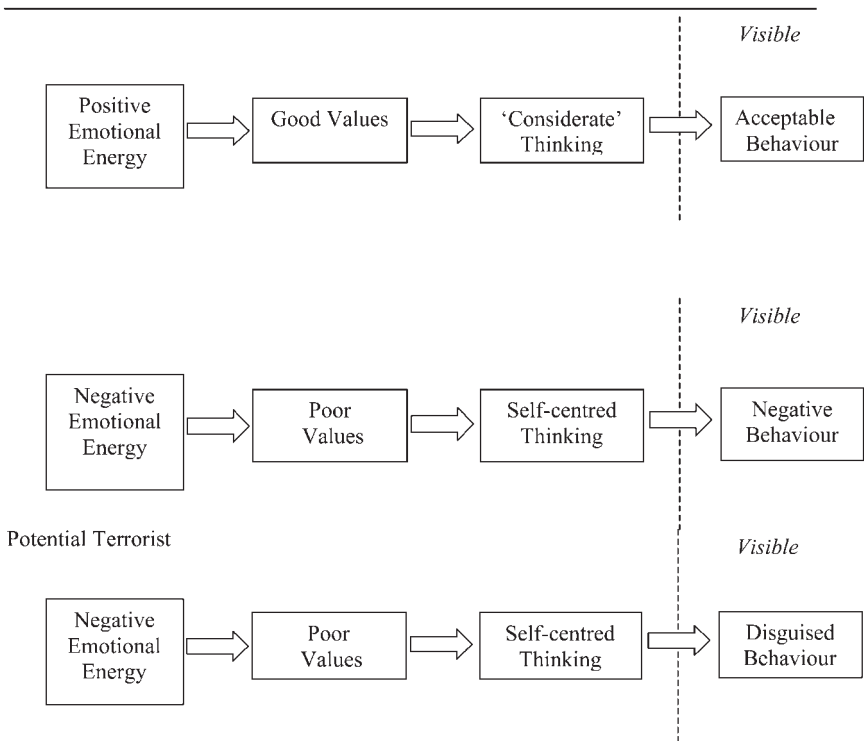 Visible
Positive
Emotional
Energy
Good Values
‘Considerate’
Thinking
Acceptable
Behaviour
Visible
Negative
Emotional
Energy
Poor
Values
Self-centred
Thinking
Negative
Behaviour
Potential Terrorist
Visible
Negative
Emotional
Energy
Poor
Values
Self-centred
Thinking
Disguised
Behaviour